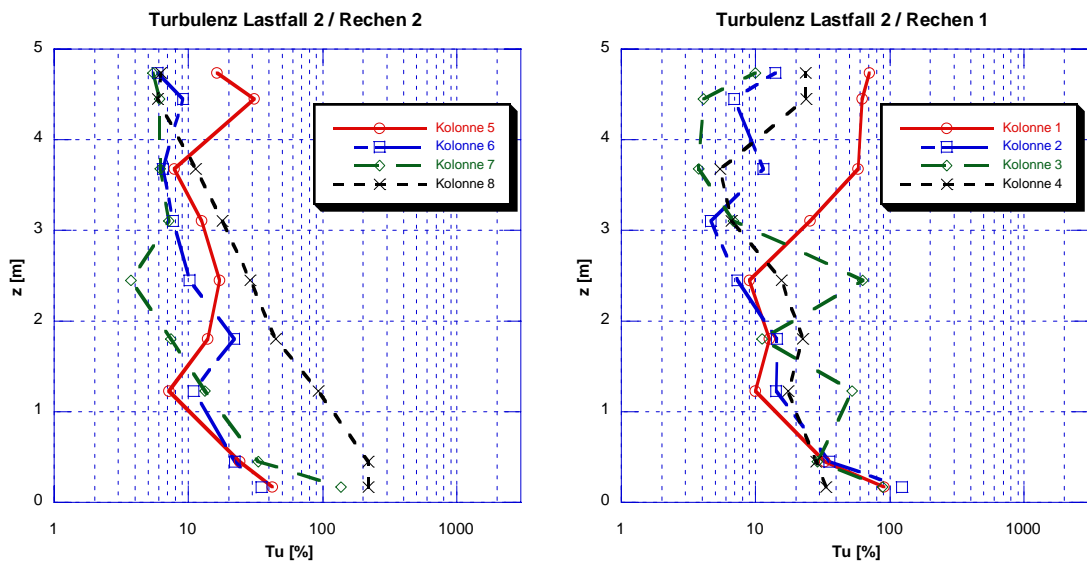 Turbulenz Lastfall 2 / Rechen 2
5
4
3
2
1
0
z [m]
Kolonne 5
Kolonne 6
Kolonne 7
Kolonne 8
1
10
100
1000
Tu [%]
Turbulenz Lastfall 2 / Rechen 1
5
4
3
2
1
0
z [m]
Kolonne 1
Kolonne 2
Kolonne 3
Kolonne 4
1
10
100
1000
Tu [%]